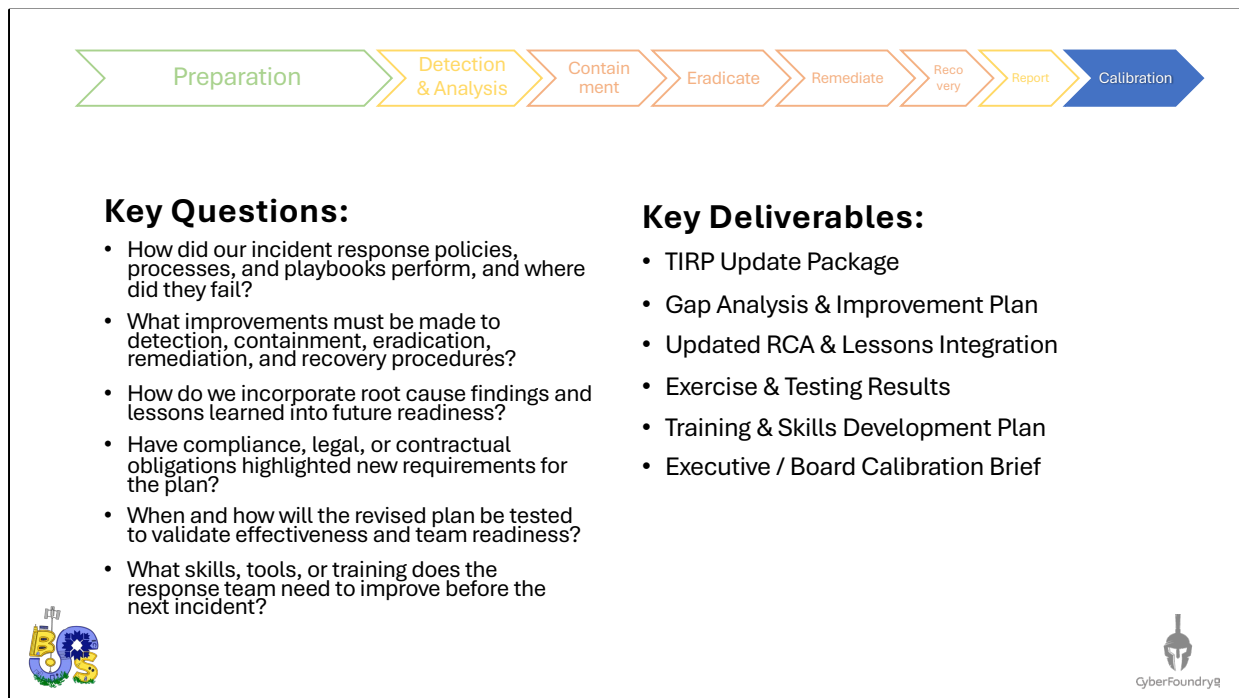 Preparation
Detection
& Analysis
Contain
ment
Eradicate
Remediate
Reco
very
Report
Calibration
Key Questions:
• How did our incident response policies,
processes, and playbooks perform, and where
did they fail?
• What improvements must be made to
detection, containment, eradication,
remediation, and recovery procedures?
• How do we incorporate root cause findings and
lessons learned into future readiness?
• Have compliance, legal, or contractual
obligations highlighted new requirements for
the plan?
• When and how will the revised plan be tested
to validate effectiveness and team readiness?
• What skills, tools, or training does the
response team need to improve before the
next incident?
Key Deliverables:
• TIRP Update Package
• Gap Analysis & Improvement Plan
• Updated RCA & Lessons Integration
• Exercise & Testing Results
• Training & Skills Development Plan
• Executive / Board Calibration Brief
CyberFoundry